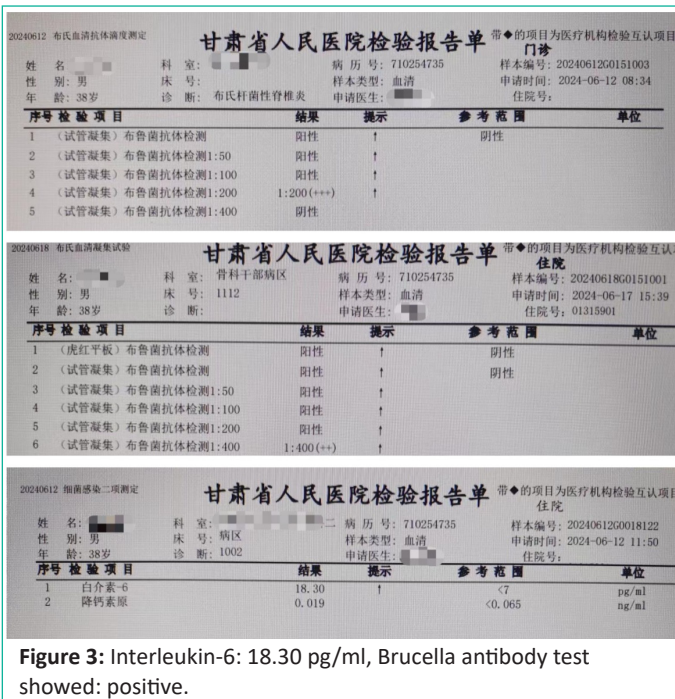 20240612 布氏血清抗体滴度测定 甘肃省人民医院检验报告单 带◆的项目为医疗机构检验互认项目
门诊
姓 名: 科 室: 病 历 号: 710254735 样本编号: 20240612G0151003
性 别: 男 床 号: 样本类型: 血清 申请时间: 2024-06-12 08:34
年 龄: 38岁 诊 断: 布氏杆菌性脊椎炎 申请医生: 住院号:
序号 检 验 项 目 结果 提示 参 考 范 围 单位
1 (试管凝集)布鲁菌抗体检测 阳性 ↑ 阴性
2 (试管凝集)布鲁菌抗体检测1:50 阳性 ↑
3 (试管凝集)布鲁菌抗体检测1:100 阳性 ↑
4 (试管凝集)布鲁菌抗体检测1:200 1:200(+++) ↑
5 (试管凝集)布鲁菌抗体检测1:400 阴性
20240618 布氏血清凝集试验 甘肃省人民医院检验报告单 带◆的项目为医疗机构检验互认
住院
姓 名: 科 室: 骨科干部病区 病 历 号: 710254735 样本编号: 20240618G0151001
性 别: 男 床 号: 1112 样本类型: 血清 申请时间: 2024-06-17 15:39
年 龄: 38岁 诊 断: 申请医生: 住院号: 01315901
序号 检 验 项 目 结果 提示 参 考 范 围 单位
1 (虎红平板)布鲁菌抗体检测 阳性 ↑ 阴性
2 (试管凝集)布鲁菌抗体检测 阳性 ↑ 阴性
3 (试管凝集)布鲁菌抗体检测1:50 阳性 ↑
4 (试管凝集)布鲁菌抗体检测1:100 阳性 ↑
5 (试管凝集)布鲁菌抗体检测1:200 阳性 ↑
6 (试管凝集)布鲁菌抗体检测1:400 1:400(++) ↑
20240612 细菌感染二项测定 甘肃省人民医院检验报告单 带◆的项目为医疗机构检验互认项目
住院
姓 名: 科 室: 二 病 历 号: 710254735 样本编号: 20240612G0018122
性 别: 男 床 号: 病区 样本类型: 血清 申请时间: 2024-06-12 11:50
年 龄: 38岁 诊 断: 1002 申请医生: 住院号:
序号 检 验 项 目 结果 提示 参 考 范 围 单位
1 白介素-6 18.30 ↑ <7 pg/ml
2 降钙素原 0.019 <0.065 ng/ml
Figure 3: Interleukin-6: 18.30 pg/ml, Brucella antibody test
showed: positive.